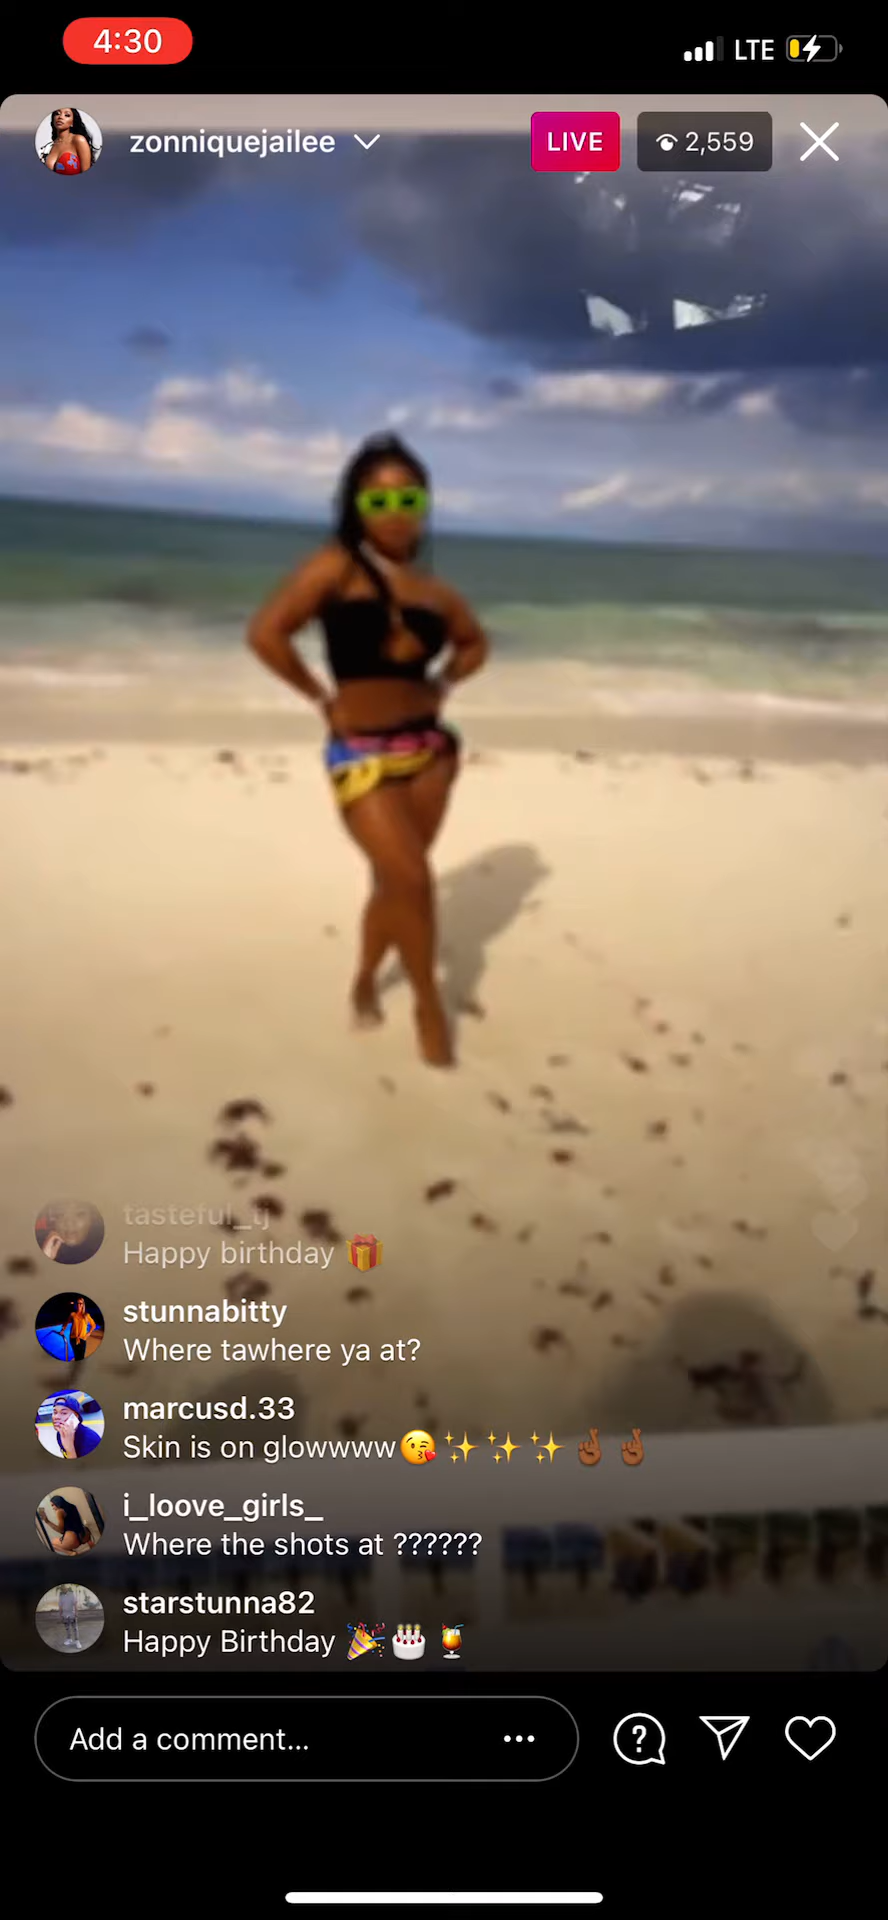 4:30
LTE
zonniquejailee
LIVE
2,559
tasteful_tj
Happy birthday 🎁
stunnabitty
Where tawhere ya at?
marcusd.33
Skin is on glowwww😘✨✨✨🤞🏾🤞🏾
i_loove_girls_
Where the shots at ??????
starstunna82
Happy Birthday 🎉🎂🍹
Add a comment...